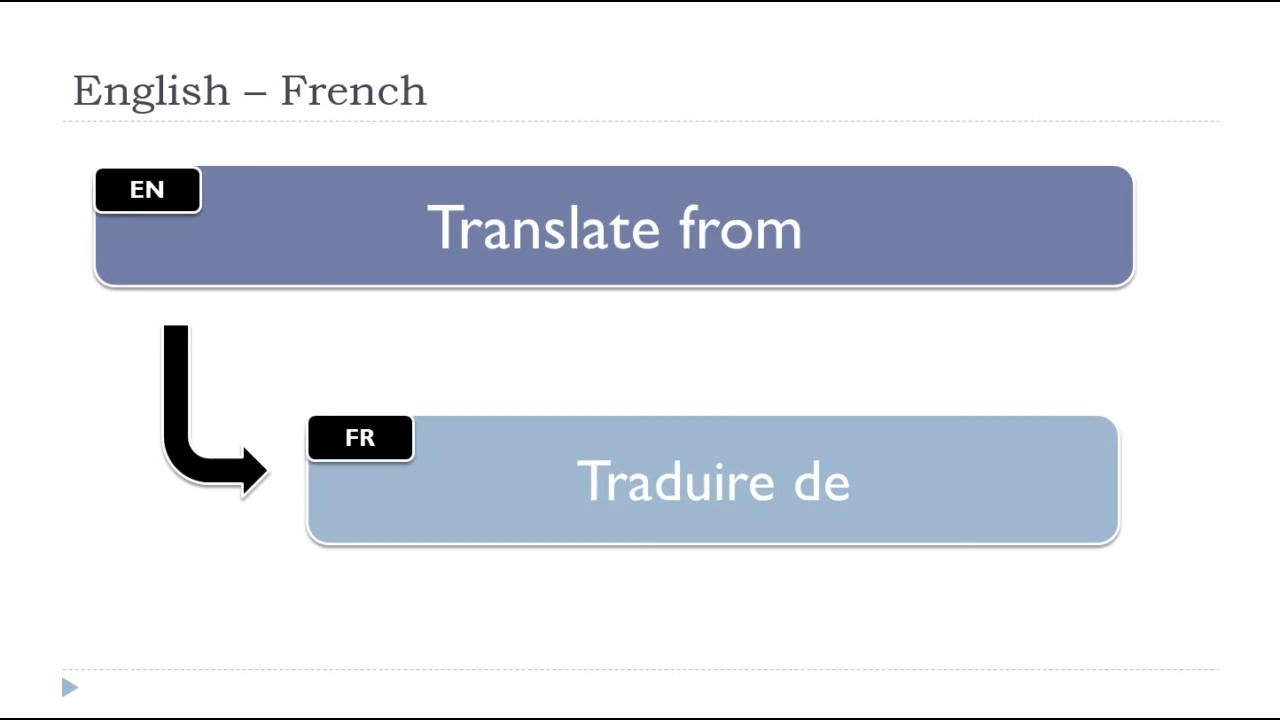 English – French
EN
Translate from
FR
Traduire de